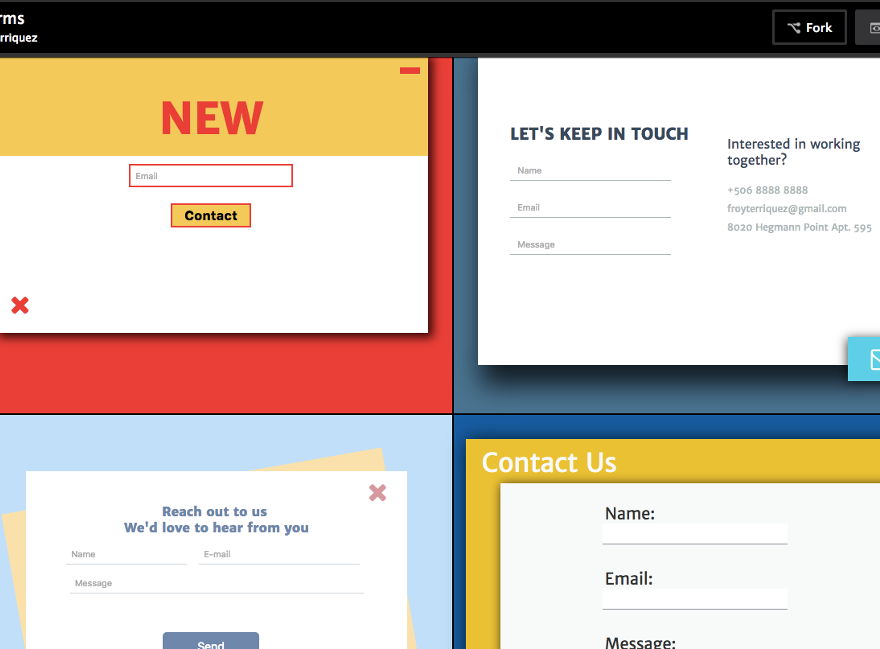 rms
rriquez
Fork
NEW
Email
Contact
LET'S KEEP IN TOUCH
Name
Email
Message
Interested in working
together?
+506 8888 8888
froyterriquez@gmail.com
8020 Hegmann Point Apt. 595
Reach out to us
We'd love to hear from you
Name
E-mail
Message
Send
Contact Us
Name:
Email:
Message: